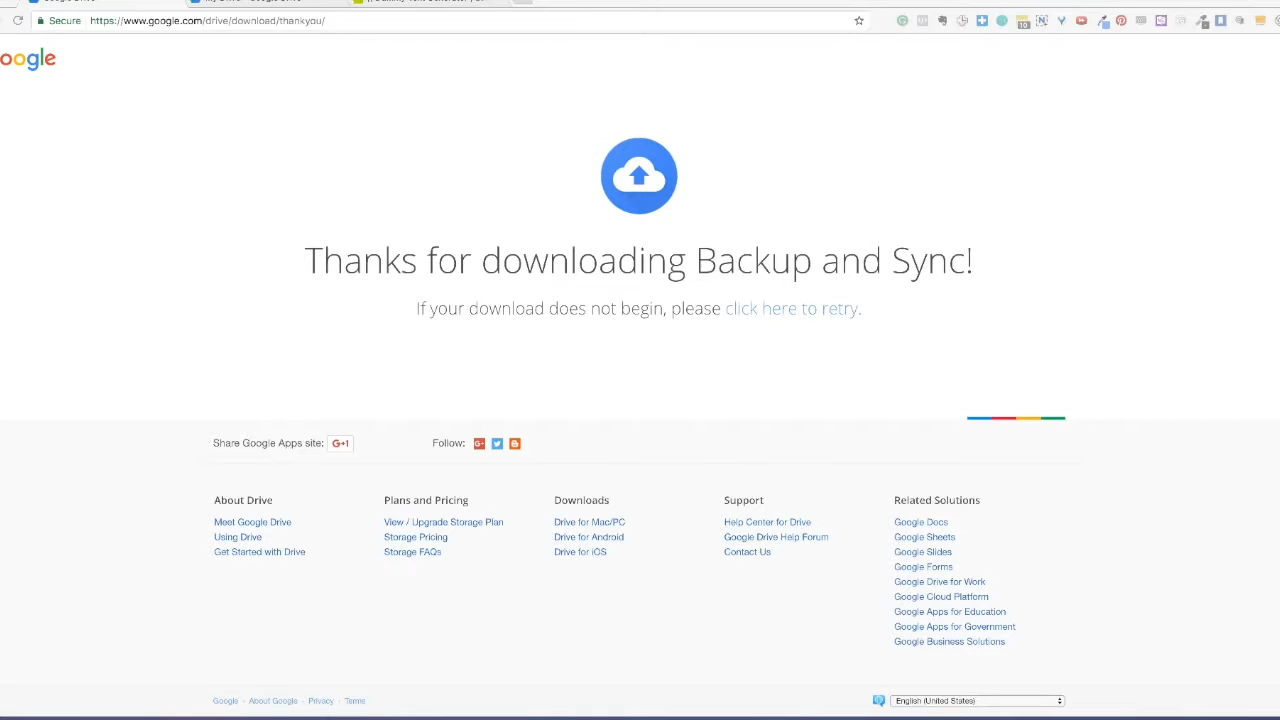 Secure https://www.google.com/drive/download/thankyou/
oogle
Thanks for downloading Backup and Sync!
If your download does not begin, please click here to retry.
Share Google Apps site: G+1 Follow:
About Drive
Meet Google Drive
Using Drive
Get Started with Drive
Plans and Pricing
View / Upgrade Storage Plan
Storage Pricing
Storage FAQs
Downloads
Drive for Mac/PC
Drive for Android
Drive for iOS
Support
Help Center for Drive
Google Drive Help Forum
Contact Us
Related Solutions
Google Docs
Google Sheets
Google Slides
Google Forms
Google Drive for Work
Google Cloud Platform
Google Apps for Education
Google Apps for Government
Google Business Solutions
Google · About Google · Privacy · Terms
English (United States)